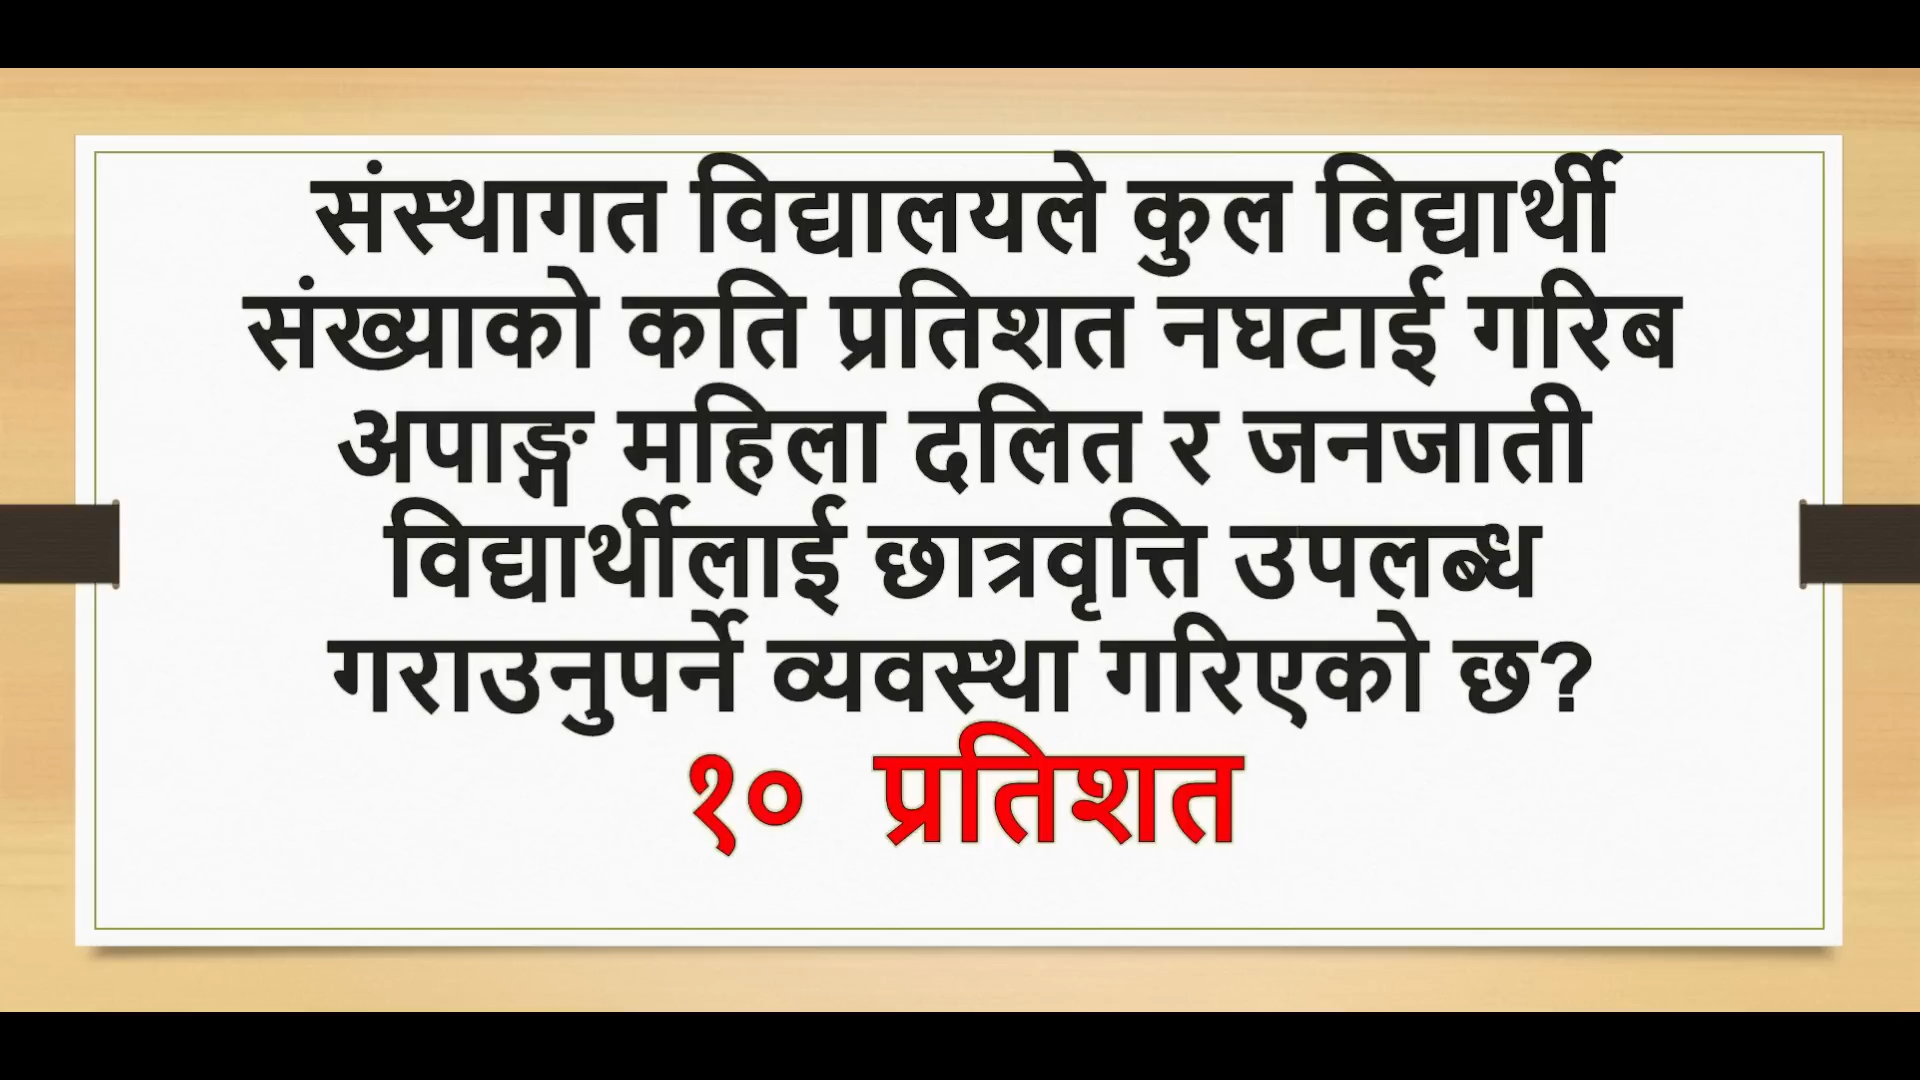 संस्थागत विद्यालयले कुल विद्यार्थी
संख्याको कति प्रतिशत नघटाई गरिब
अपाङ्ग महिला दलित र जनजाती
विद्यार्थीलाई छात्रवृत्ति उपलब्ध
गराउनुपर्ने व्यवस्था गरिएको छ?
१० प्रतिशत